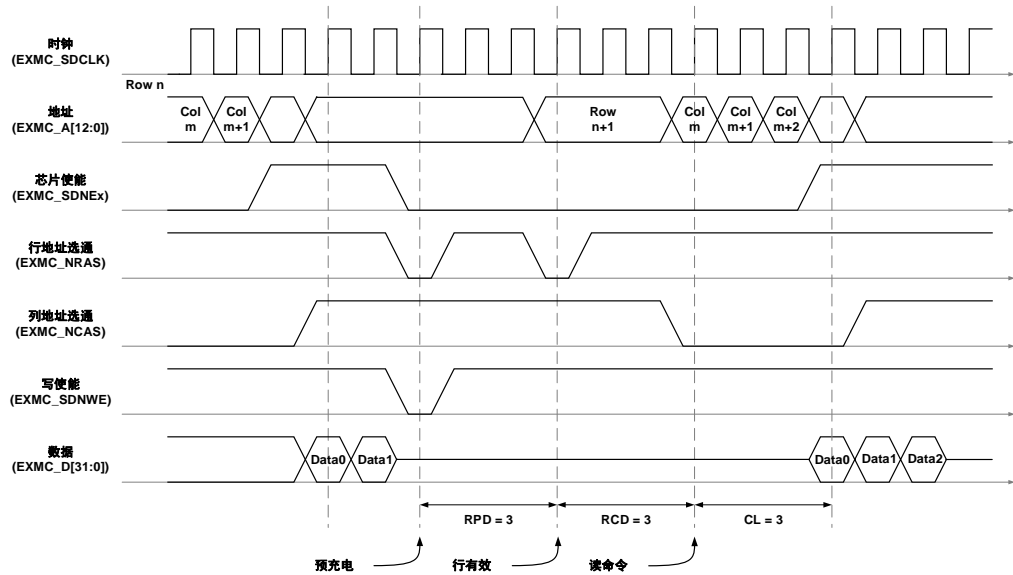 时钟
(EXMC_SDCLK)
Row n
地址
(EXMC_A[12:0])
Col
m
Col
m+1
Row
n+1
Col
m
Col
m+1
Col
m+2
芯片使能
(EXMC_SDNEx)
行地址选通
(EXMC_NRAS)
列地址选通
(EXMC_NCAS)
写使能
(EXMC_SDNWE)
数据
(EXMC_D[31:0])
Data0
Data1
Data0
Data1
Data2
RPD = 3
RCD = 3
CL = 3
预充电
行有效
读命令